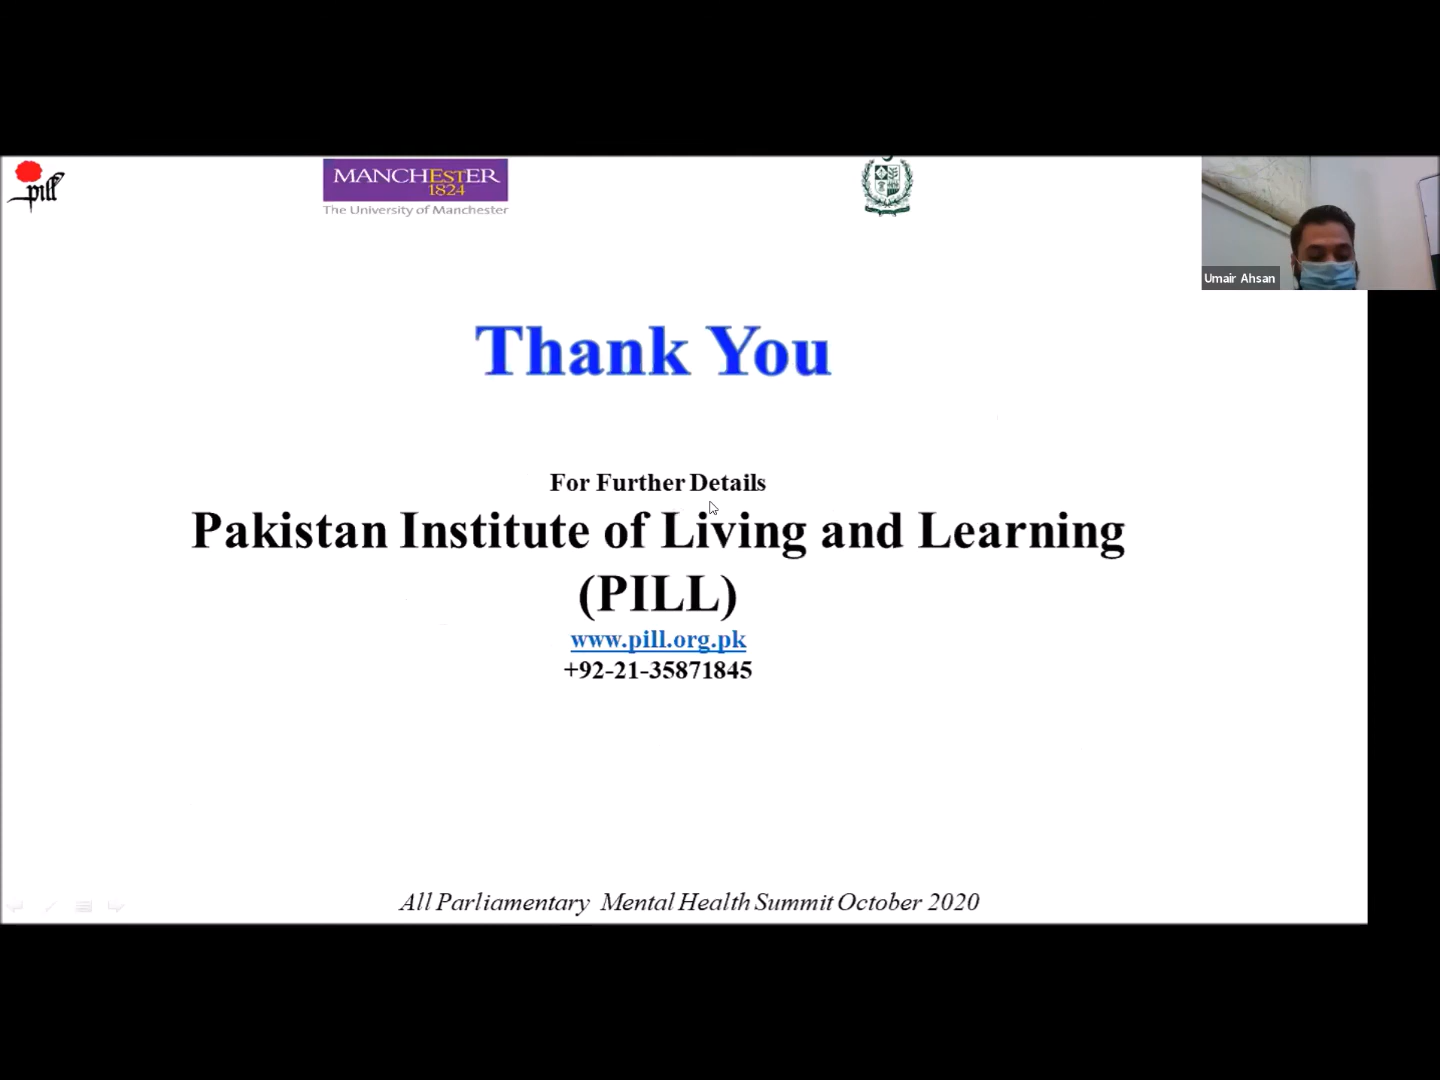 pill
MANCHESTER
1824
The University of Manchester
Umair Ahsan
Thank You
For Further Details
Pakistan Institute of Living and Learning
(PILL)
www.pill.org.pk
+92-21-35871845
All Parliamentary Mental Health Summit October 2020